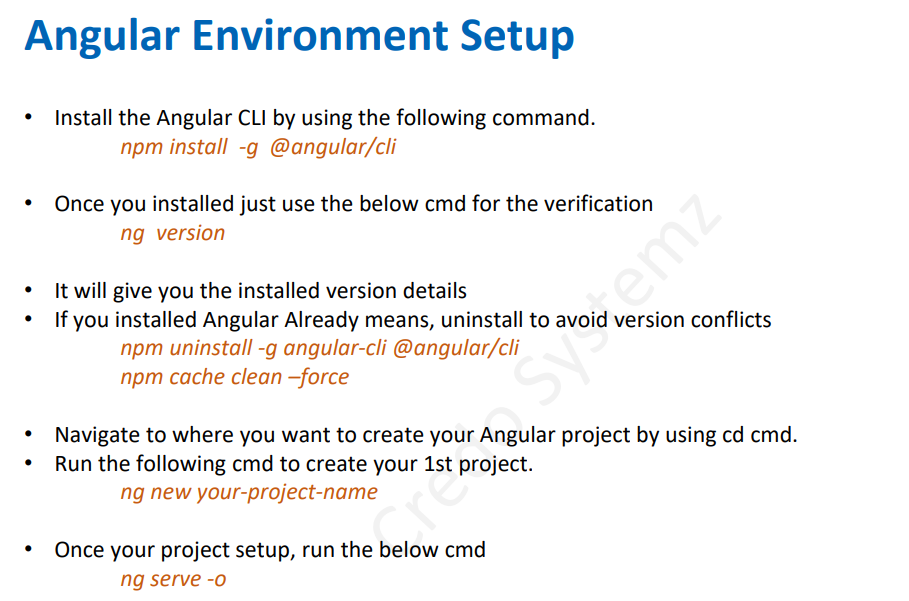 Angular Environment Setup
• Install the Angular CLI by using the following command.
npm install -g @angular/cli
• Once you installed just use the below cmd for the verification
ng version
• It will give you the installed version details
• If you installed Angular Already means, uninstall to avoid version conflicts
npm uninstall -g angular-cli @angular/cli
npm cache clean –force
• Navigate to where you want to create your Angular project by using cd cmd.
• Run the following cmd to create your 1st project.
ng new your-project-name
• Once your project setup, run the below cmd
ng serve -o
Credo Systemz